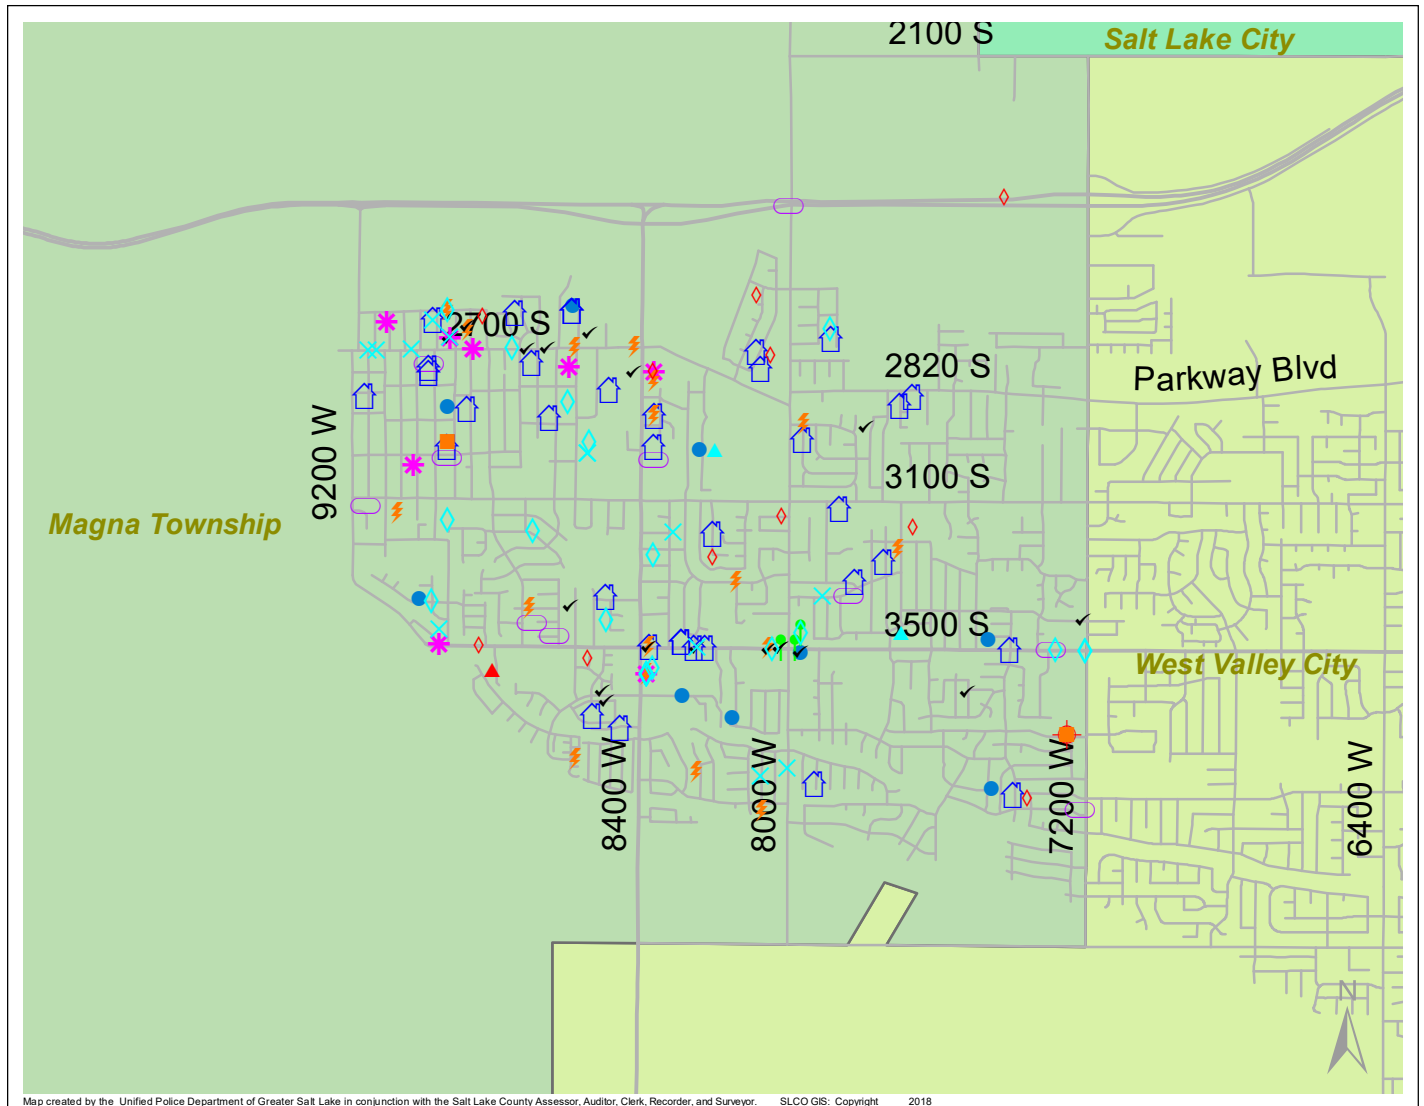 2100 S
Salt Lake City
2700 S
2820 S
Parkway Blvd
9200 W
3100 S
Magna Township
3500 S
West Valley City
8400 W
8000 W
7200 W
6400 W
N
Map created by the Unified Police Department of Greater Salt Lake in conjunction with the Salt Lake County Assessor, Auditor, Clerk, Recorder, and Surveyor. SLCO GIS: Copyright 2018